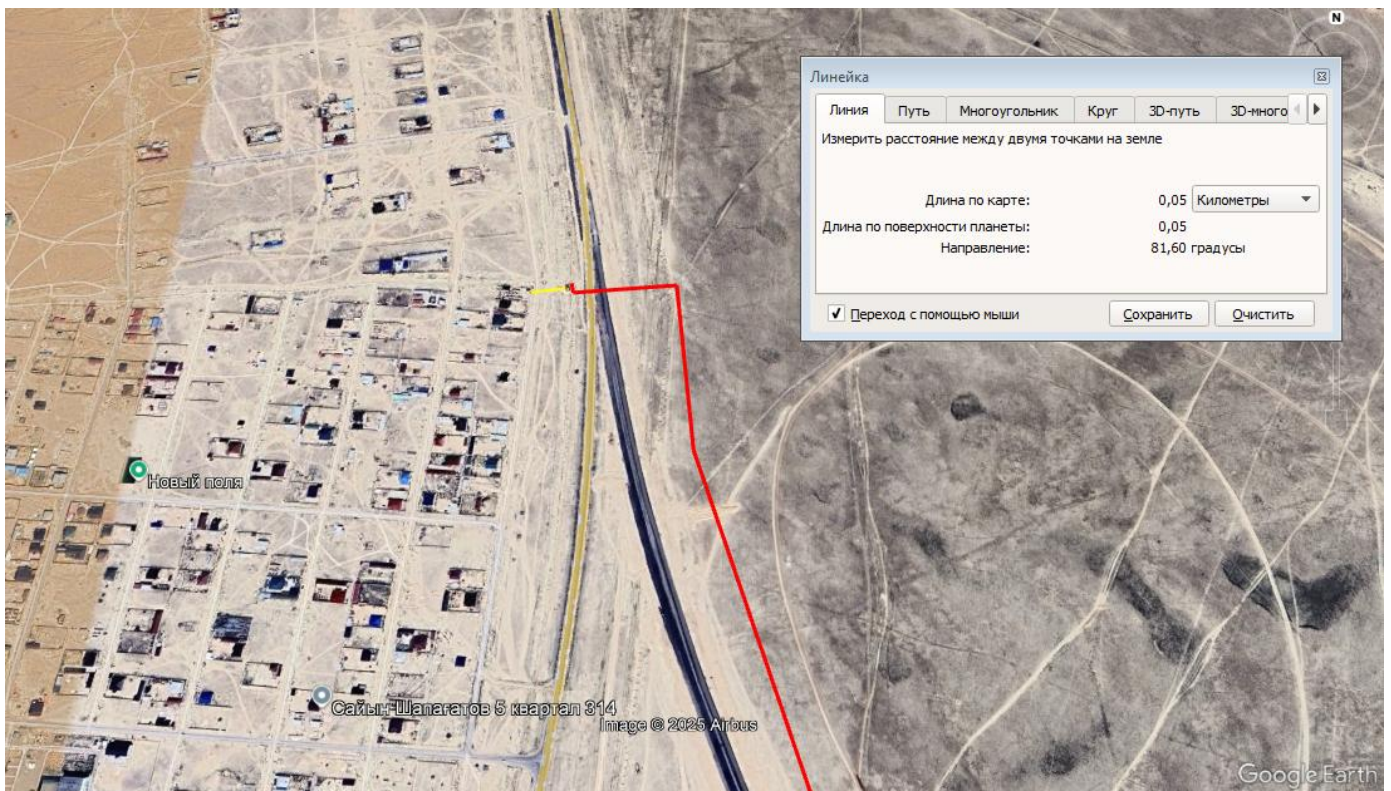 N
Линейка
Линия Путь Многоугольник Круг 3D-путь 3D-много
Измерить расстояние между двумя точками на земле
Длина по карте: 0,05 Километры
Длина по поверхности планеты: 0,05
Направление: 81,60 градусы
Переход с помощью мыши Сохранить Очистить
Новый поля
Сайын-Шапагатов 5 квартал 314
Image © 2025 Airbus
Google Earth